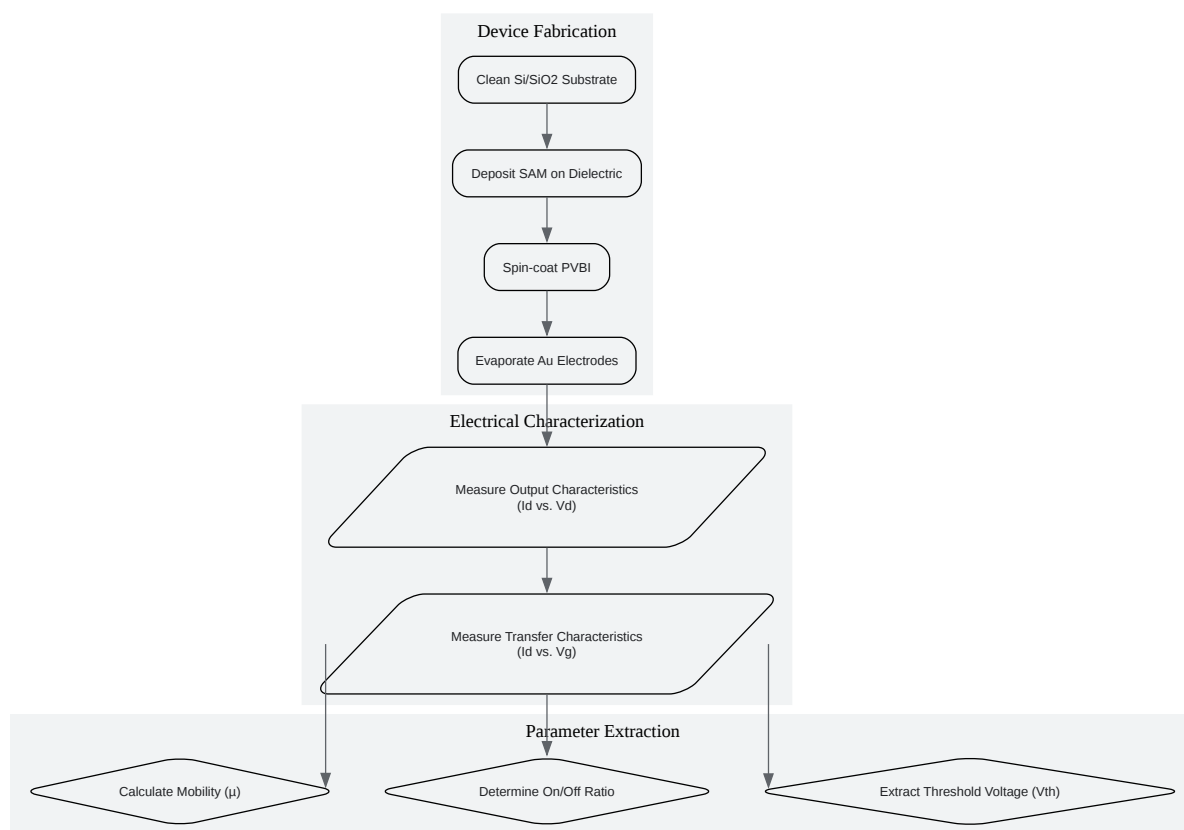 Device Fabrication
Clean Si/SiO2 Substrate
Deposit SAM on Dielectric
Spin-coat PVBI
Evaporate Au Electrodes
Electrical Characterization
Measure Output Characteristics
(Id vs. Vd)
Measure Transfer Characteristics
(Id vs. Vg)
Parameter Extraction
Calculate Mobility (μ)
Determine On/Off Ratio
Extract Threshold Voltage (Vth)